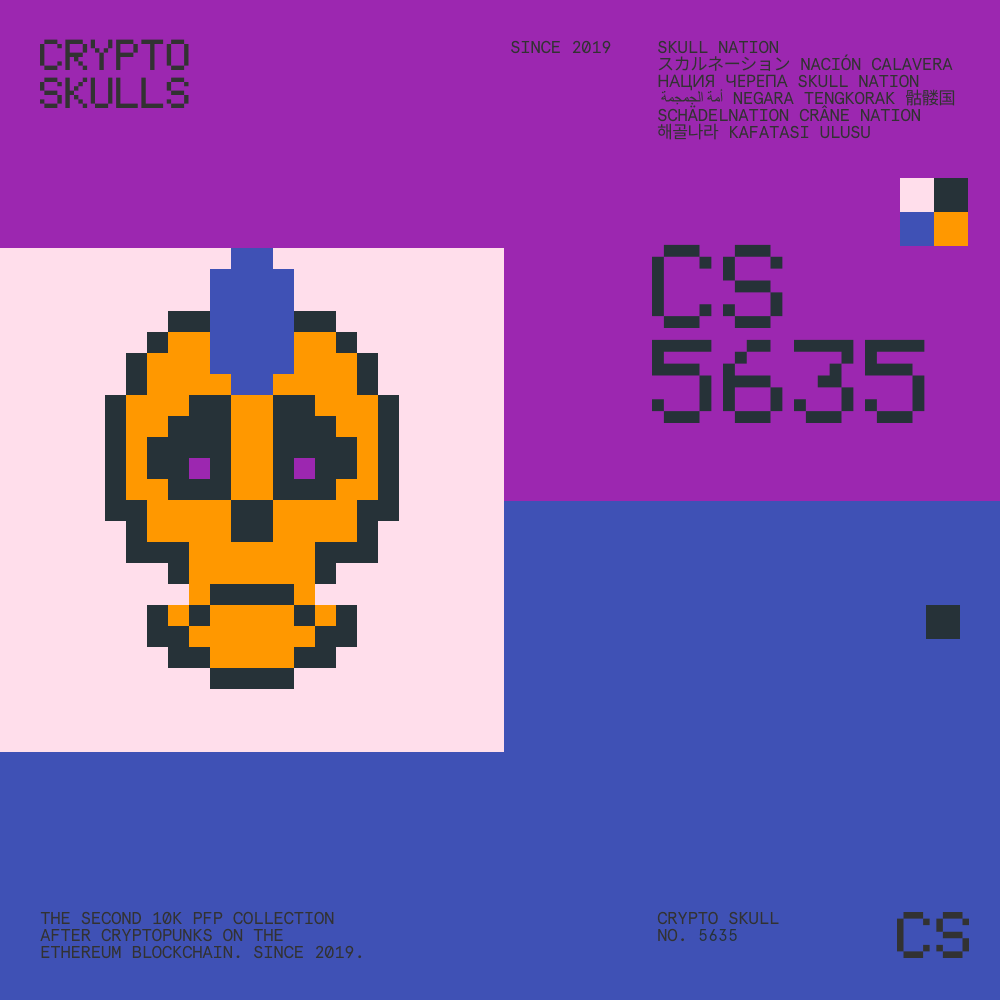 CRYPTO
SKULLS
SINCE 2019
SKULL NATION
スカルネーション NACIÓN CALAVERA
НАЦИЯ ЧЕРЕПА SKULL NATION
أمة الجمجمة NEGARA TENGKORAK 骷髅国
SCHÄDELNATION CRÂNE NATION
해골나라 KAFATASI ULUSU
CS
5635
THE SECOND 10K PFP COLLECTION
AFTER CRYPTOPUNKS ON THE
ETHEREUM BLOCKCHAIN. SINCE 2019.
CRYPTO SKULL
NO. 5635
CS